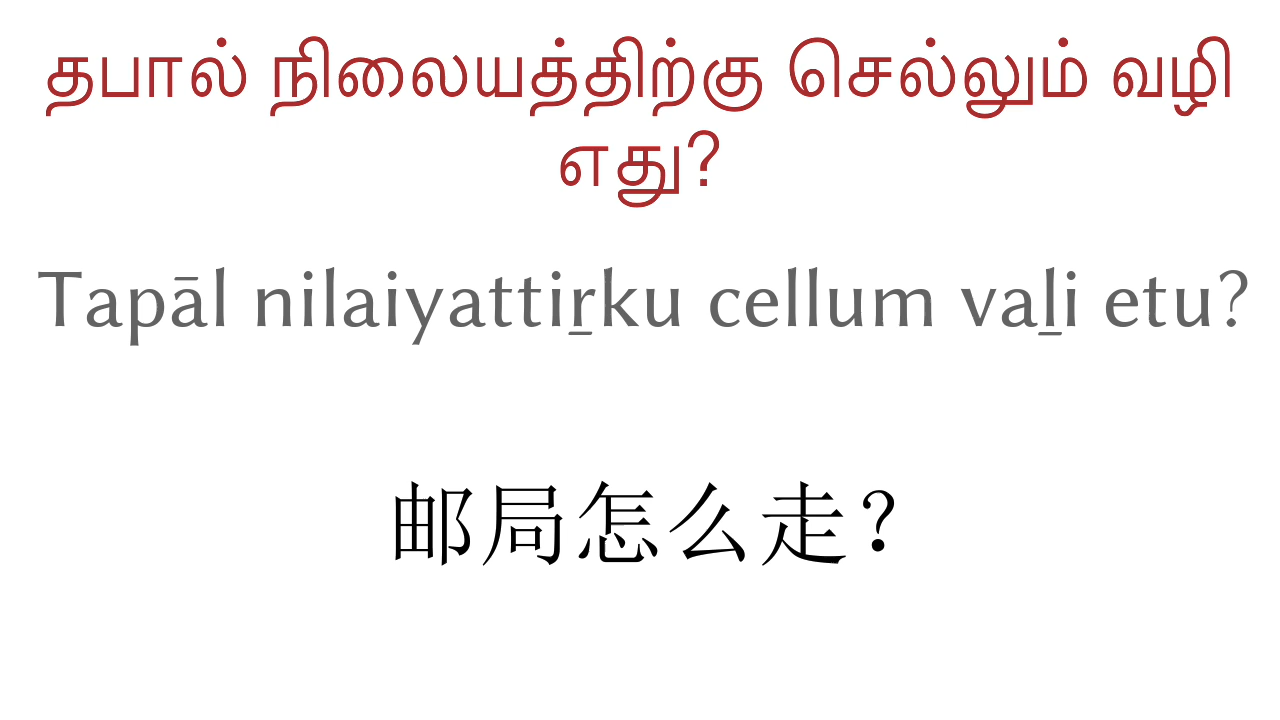 தபால் நிலையத்திற்கு செல்லும் வழி
எது?
Tapāl nilaiyattiṟku cellum vaḻi etu?
邮局怎么走？